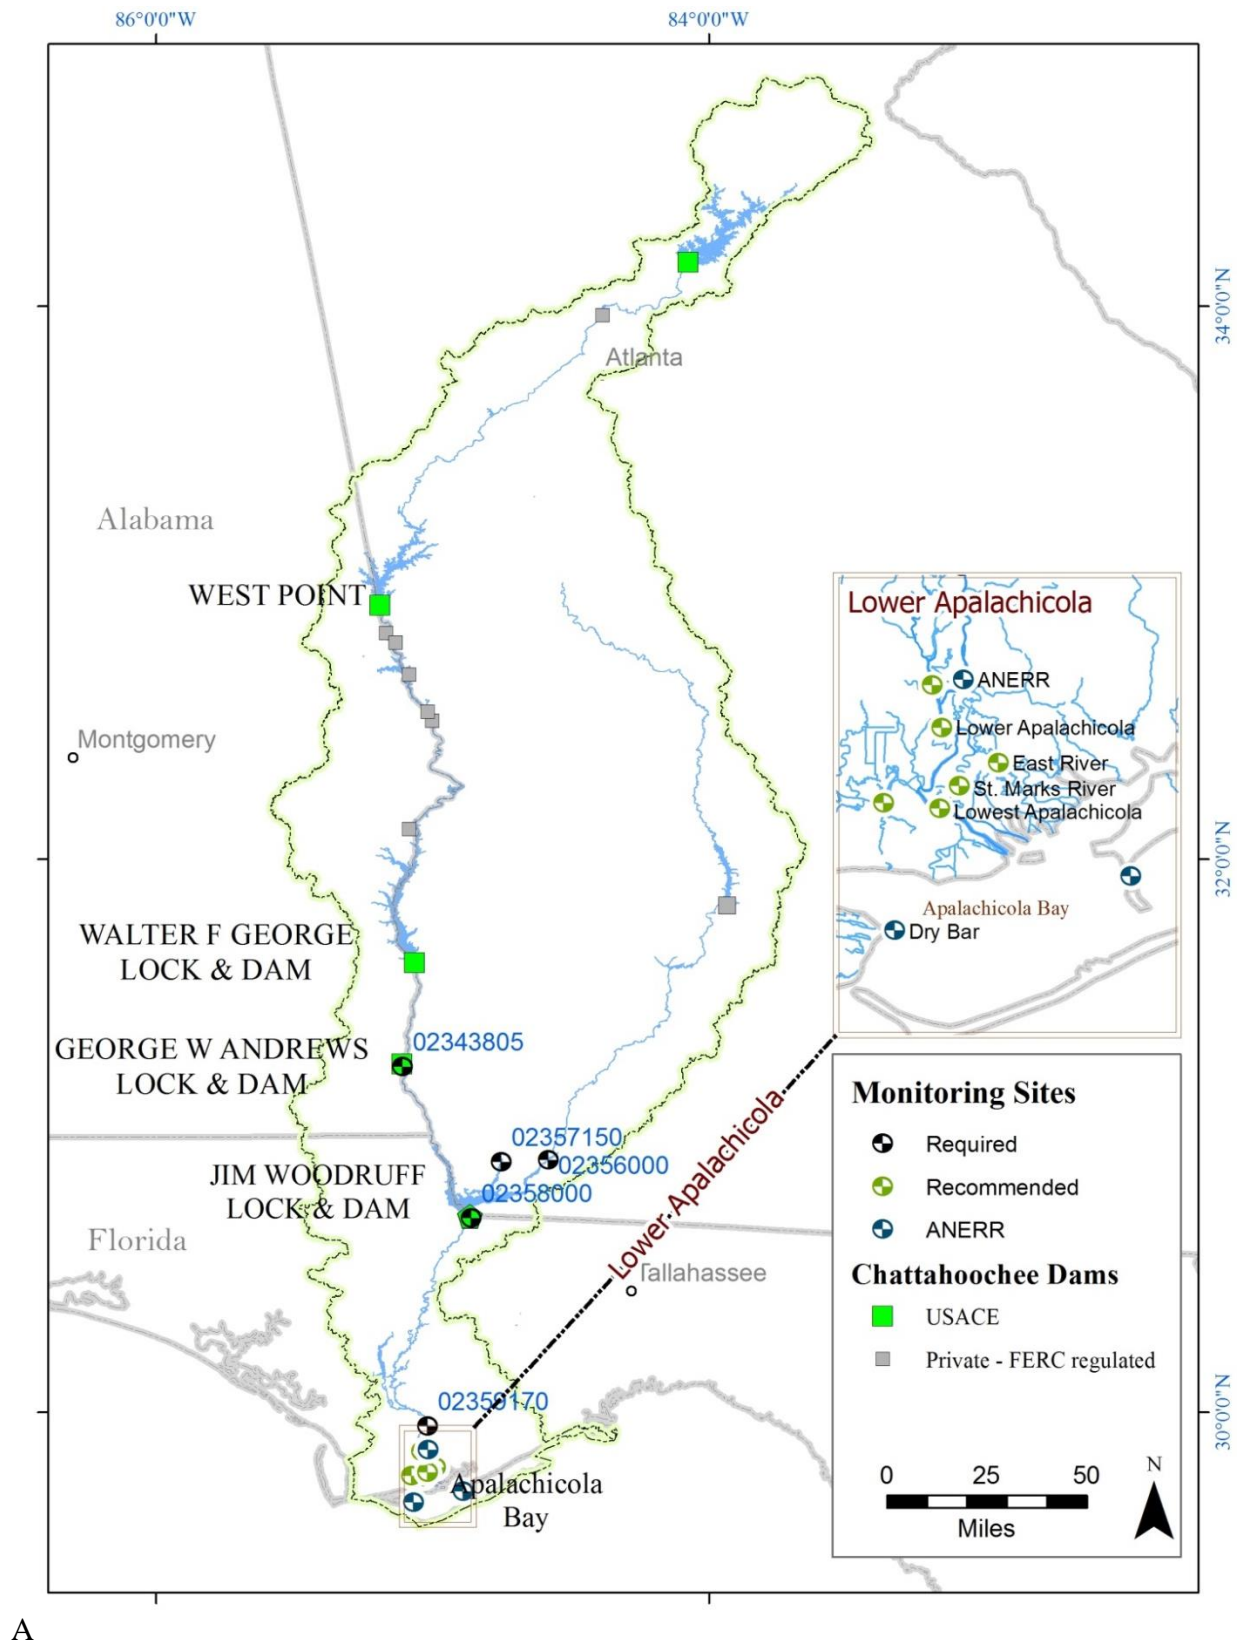 86°0'0"W
84°0'0"W
34°0'0"N
Atlanta
Alabama
WEST POINT
Lower Apalachicola
ANERR
Lower Apalachicola
East River
St. Marks River
Lowest Apalachicola
Apalachicola Bay
Dry Bar
Montgomery
32°0'0"N
WALTER F GEORGE
LOCK & DAM
02343805
GEORGE W ANDREWS
LOCK & DAM
02357150
02356000
JIM WOODRUFF
LOCK & DAM
02358000
Lower Apalachicola
Florida
Tallahassee
02359170
Apalachicola
Bay
30°0'0"N
Monitoring Sites
Required
Recommended
ANERR
Chattahoochee Dams
USACE
Private - FERC regulated
0 25 50
Miles
N
A